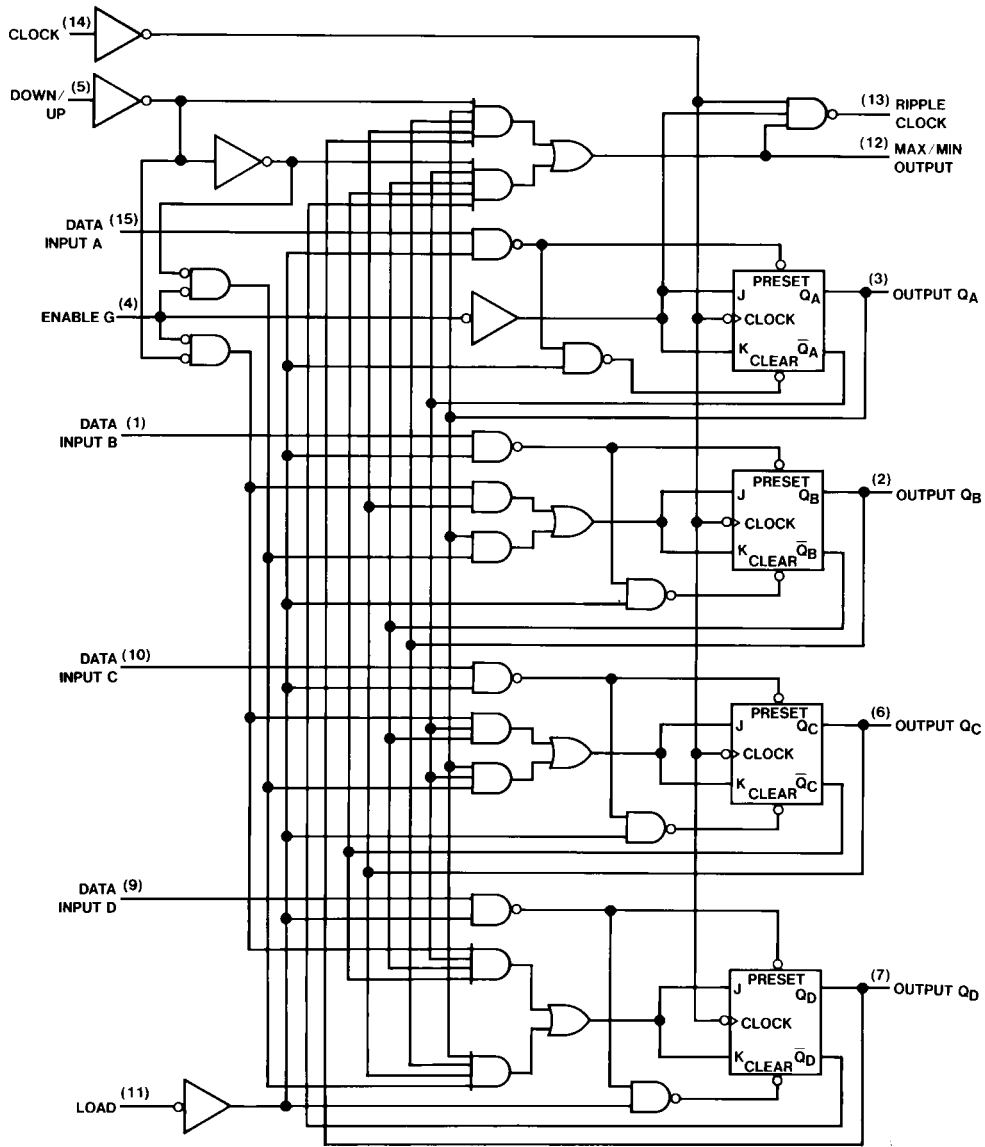 CLOCK (14)
DOWN/ (5)
UP
(13) RIPPLE
CLOCK
(12) MAX/MIN
OUTPUT
DATA (15)
INPUT A
PRESET
J QA (3) OUTPUT QA
ENABLE G (4)
CLOCK
K Q̅A
CLEAR
DATA (1)
INPUT B
PRESET
J QB (2) OUTPUT QB
CLOCK
K Q̅B
CLEAR
DATA (10)
INPUT C
PRESET
J QC (6) OUTPUT QC
CLOCK
K Q̅C
CLEAR
DATA (9)
INPUT D
PRESET
J QD (7) OUTPUT QD
CLOCK
K Q̅D
CLEAR
LOAD (11)